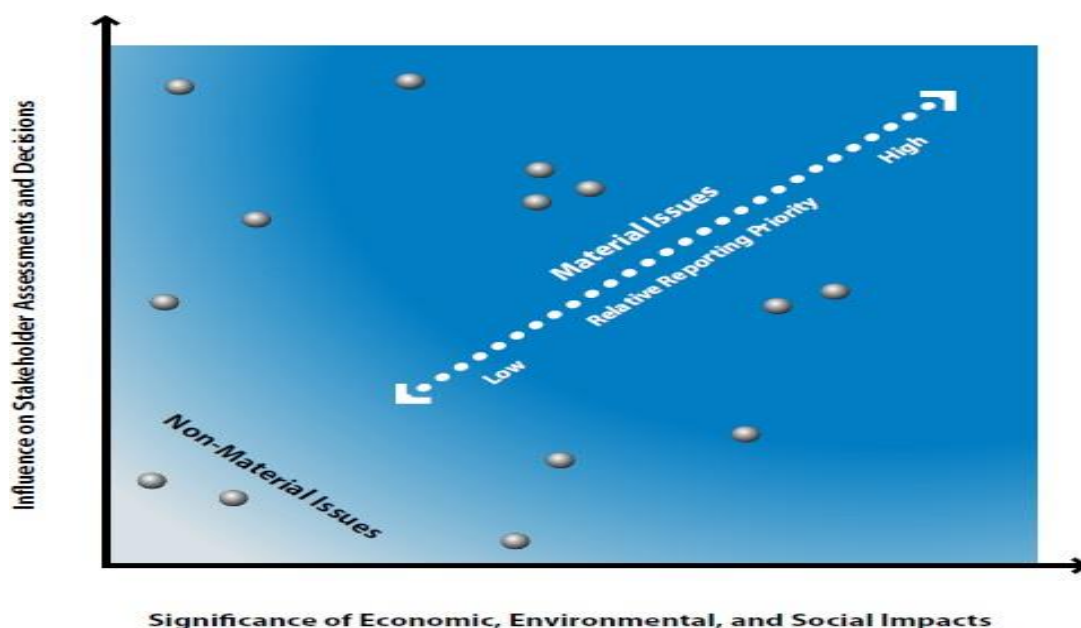 Influence on Stakeholder Assessments and Decisions
High
Material Issues
Relative Reporting Priority
Low
Non-Material Issues
Significance of Economic, Environmental, and Social Impacts